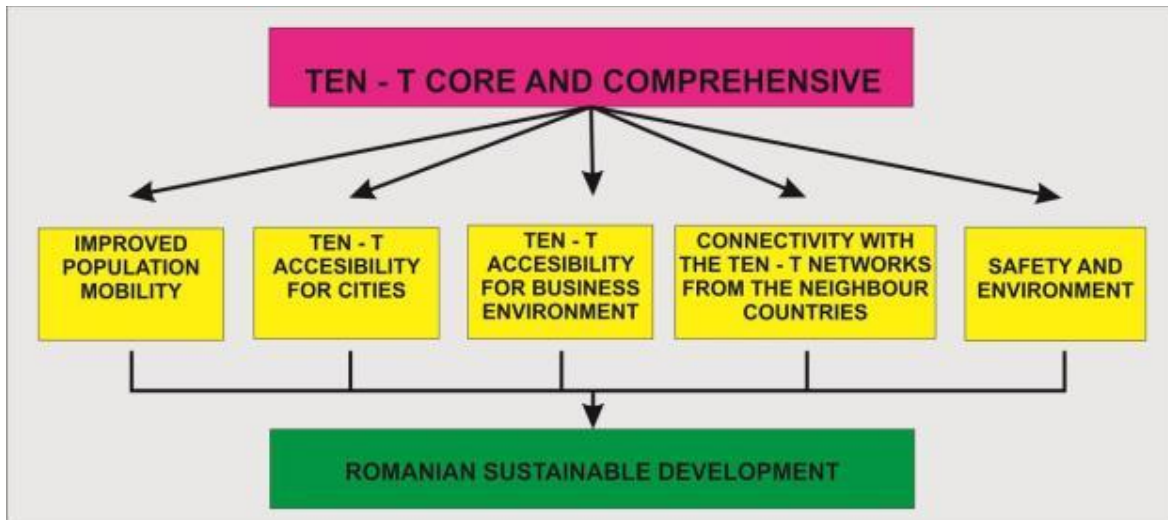 TEN - T CORE AND COMPREHENSIVE
IMPROVED
POPULATION
MOBILITY
TEN - T
ACCESIBILITY
FOR CITIES
TEN - T
ACCESIBILITY
FOR BUSINESS
ENVIRONMENT
CONNECTIVITY WITH
THE TEN - T NETWORKS
FROM THE NEIGHBOUR
COUNTRIES
SAFETY AND
ENVIRONMENT
ROMANIAN SUSTAINABLE DEVELOPMENT